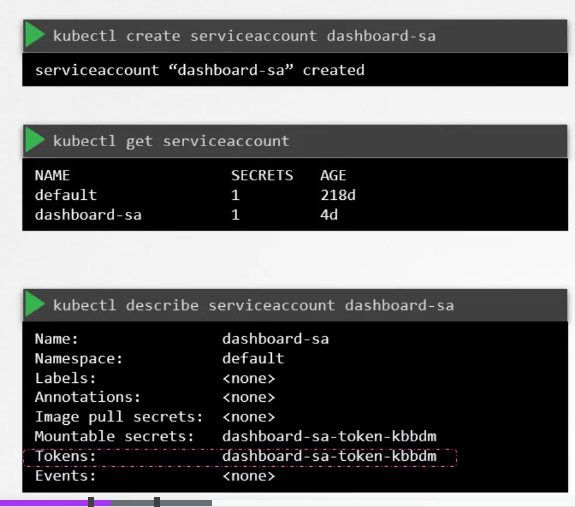 kubectl create serviceaccount dashboard-sa
serviceaccount “dashboard-sa” created
kubectl get serviceaccount
NAME SECRETS AGE
default 1 218d
dashboard-sa 1 4d
kubectl describe serviceaccount dashboard-sa
Name: dashboard-sa
Namespace: default
Labels: <none>
Annotations: <none>
Image pull secrets: <none>
Mountable secrets: dashboard-sa-token-kbbdm
Tokens: dashboard-sa-token-kbbdm
Events: <none>